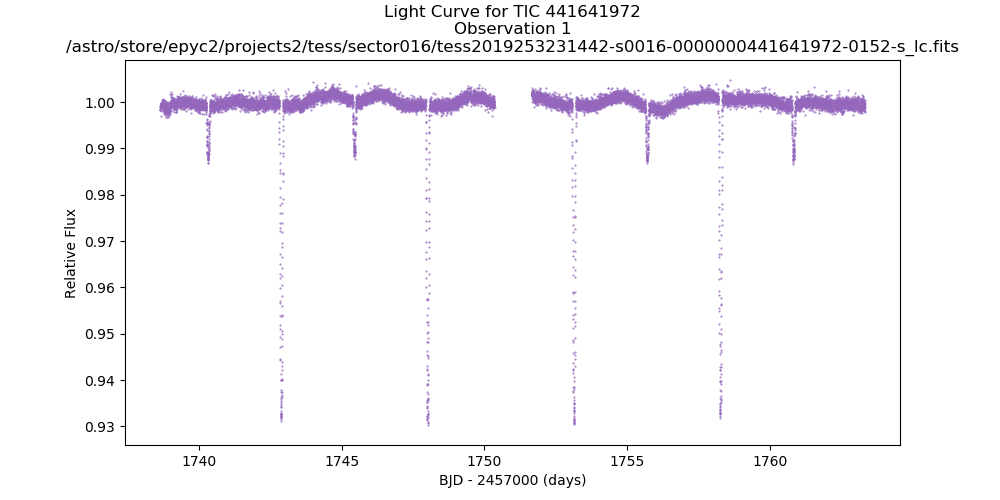 Light Curve for TIC 441641972
Observation 1
/astro/store/epyc2/projects2/tess/sector016/tess2019253231442-s0016-0000000441641972-0152-s_lc.fits
1.00
0.99
0.98
0.97
0.96
0.95
0.94
0.93
Relative Flux
1740
1745
1750
1755
1760
BJD - 2457000 (days)